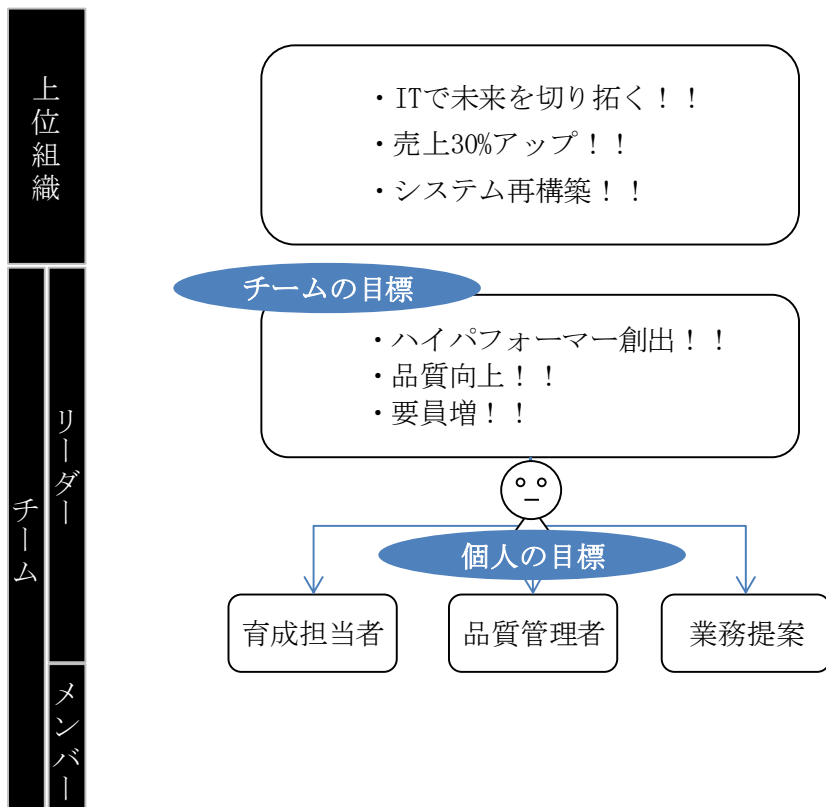 上位組織
・ITで未来を切り拓く！！
・売上30%アップ！！
・システム再構築！！
チームの目標
・ハイパフォーマー創出！！
・品質向上！！
・要員増！！
チーム
リーダー
個人の目標
育成担当者
品質管理者
業務提案
メンバー